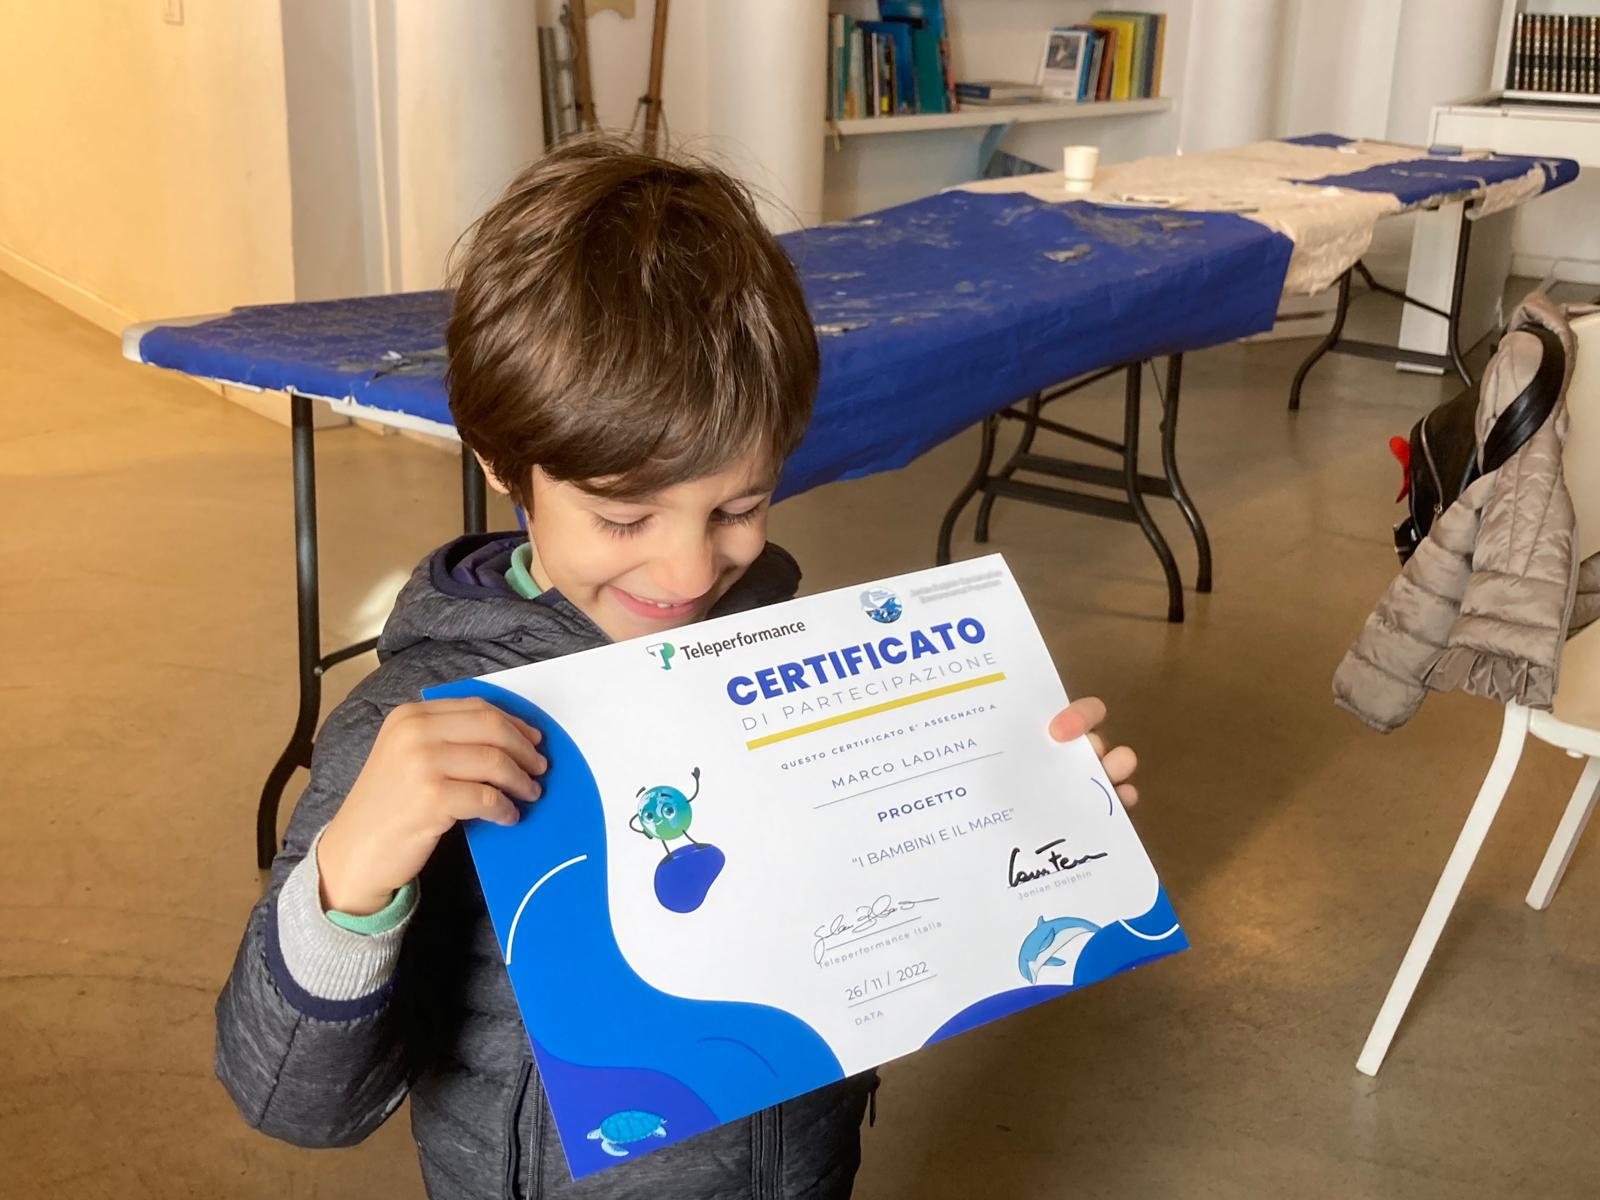 Teleperformance
CERTIFICATO
DI PARTECIPAZIONE
QUESTO CERTIFICATO E' ASSEGNATO A
MARCO LADIANA
PROGETTO
"I BAMBINI E IL MARE"
Jonian Dolphin
Teleperformance Italia
26/11/2022
DATA